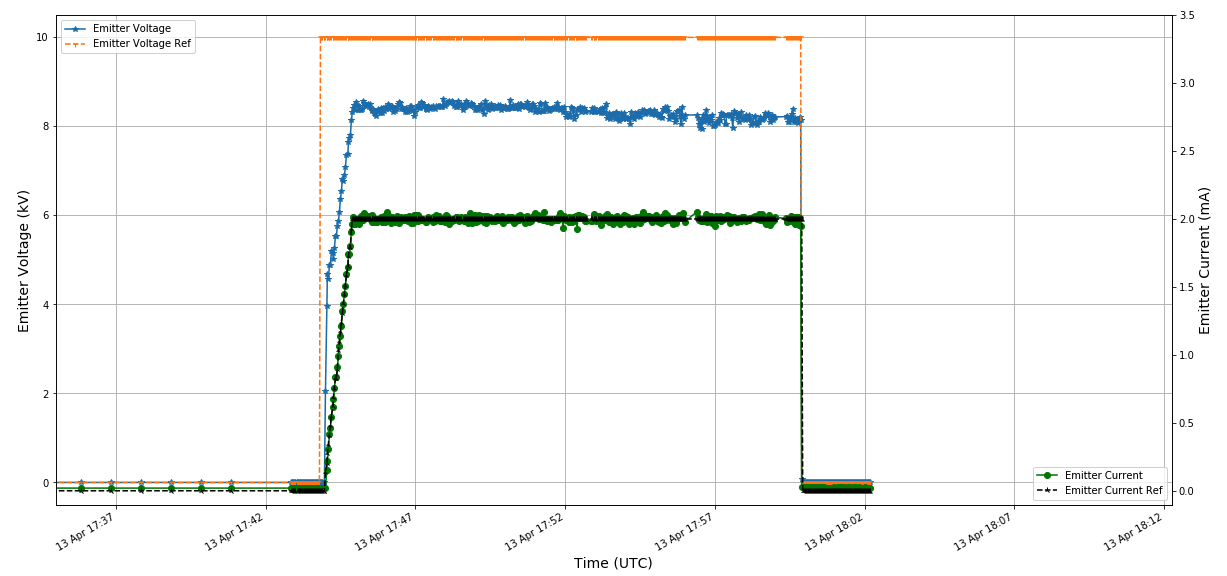 Emitter Voltage
Emitter Voltage Ref
Emitter Voltage (kV)
10
8
6
4
2
0
3.5
3.0
2.5
2.0
1.5
1.0
0.5
0.0
Emitter Current (mA)
Emitter Current
Emitter Current Ref
13 Apr 17:37
13 Apr 17:42
13 Apr 17:47
13 Apr 17:52
13 Apr 17:57
13 Apr 18:02
13 Apr 18:07
13 Apr 18:12
Time (UTC)